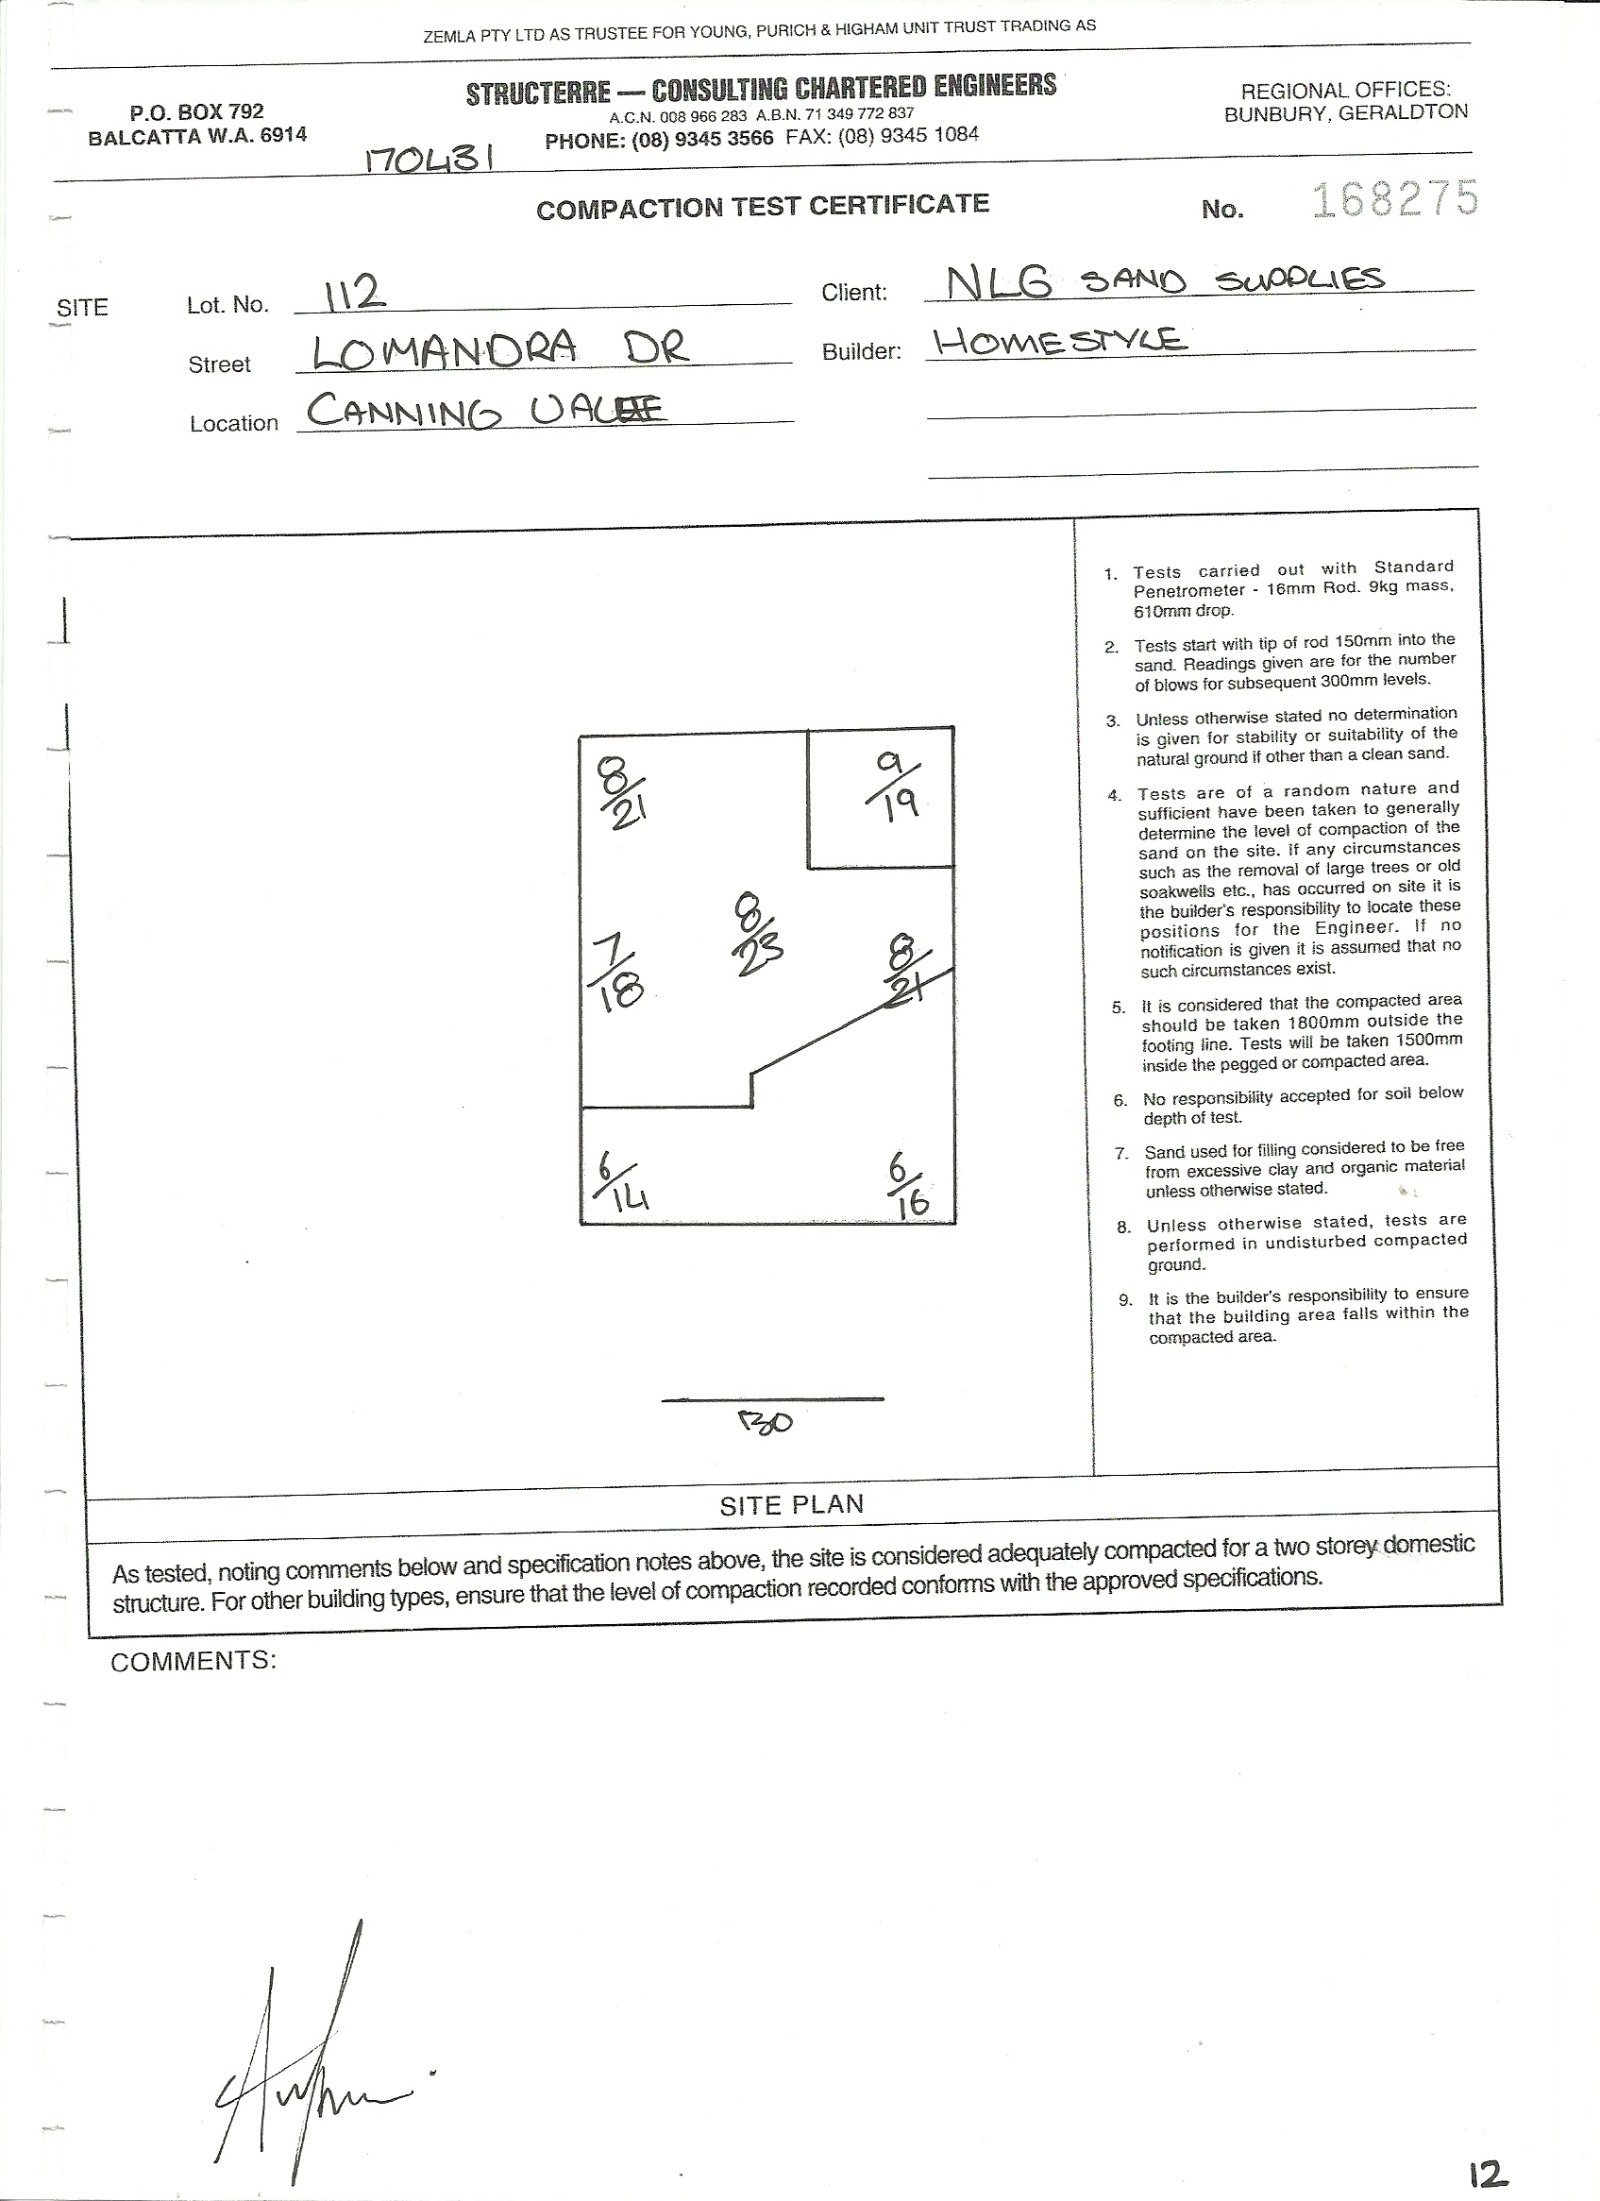 ZEMLA PTY LTD AS TRUSTEE FOR YOUNG, PURICH & HIGHAM UNIT TRUST TRADING AS
STRUCTERRE — CONSULTING CHARTERED ENGINEERS
A.C.N. 008 966 283 A.B.N. 71 349 772 837
PHONE: (08) 9345 3566 FAX: (08) 9345 1084
P.O. BOX 792
BALCATTA W.A. 6914
REGIONAL OFFICES:
BUNBURY, GERALDTON
170431
COMPACTION TEST CERTIFICATE
No. 168275
SITE
Lot. No. 112
Street LOMANDRA DR
Location CANNING VALE
Client: NLG SAND SUPPLIES
Builder: HOMESTYLE
8/21
9/19
8/23
7/18
8/21
6/14
6/16
1. Tests carried out with Standard
Penetrometer - 16mm Rod. 9kg mass,
610mm drop.
2. Tests start with tip of rod 150mm into the
sand. Readings given are for the number
of blows for subsequent 300mm levels.
3. Unless otherwise stated no determination
is given for stability or suitability of the
natural ground if other than a clean sand.
4. Tests are of a random nature and
sufficient have been taken to generally
determine the level of compaction of the
sand on the site. If any circumstances
such as the removal of large trees or old
soakwells etc., has occurred on site it is
the builder's responsibility to locate these
positions for the Engineer. If no
notification is given it is assumed that no
such circumstances exist.
5. It is considered that the compacted area
should be taken 1800mm outside the
footing line. Tests will be taken 1500mm
inside the pegged or compacted area.
6. No responsibility accepted for soil below
depth of test.
7. Sand used for filling considered to be free
from excessive clay and organic material
unless otherwise stated.
8. Unless otherwise stated, tests are
performed in undisturbed compacted
ground.
9. It is the builder's responsibility to ensure
that the building area falls within the
compacted area.
SITE PLAN
As tested, noting comments below and specification notes above, the site is considered adequately compacted for a two storey domestic
structure. For other building types, ensure that the level of compaction recorded conforms with the approved specifications.
COMMENTS:
12